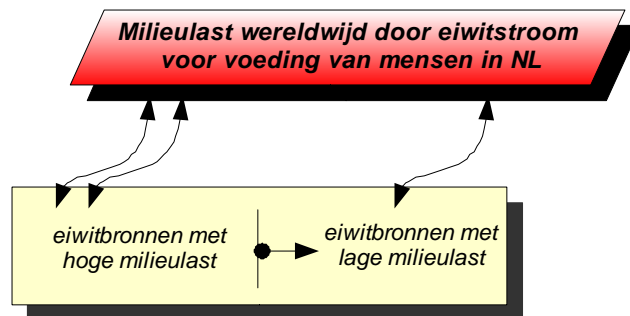 Milieulast wereldwijd door eiwitstroom
voor voeding van mensen in NL
eiwitbronnen met
hoge milieulast
eiwitbronnen met
lage milieulast